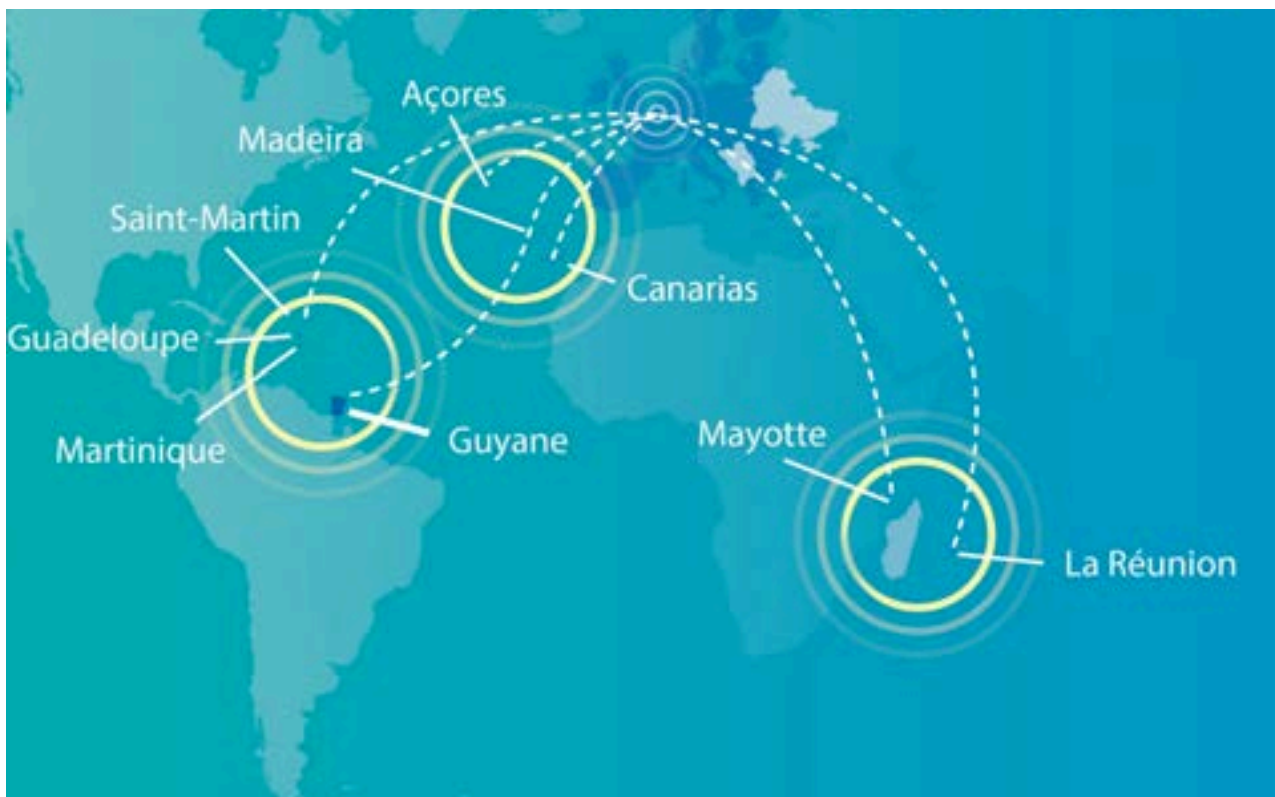 Açores
Madeira
Saint-Martin
Canarias
Guadeloupe
Martinique
Guyane
Mayotte
La Réunion